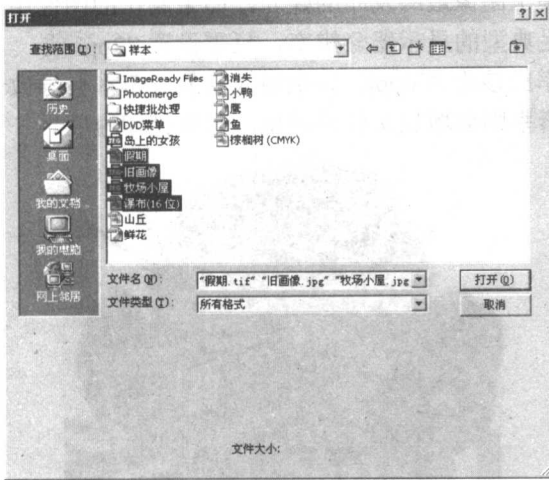 打开
查找范围(I): 样本
历史
桌面
我的文档
我的电脑
网上邻居
ImageReady Files
Photomerge
快捷批处理
DVD菜单
岛上的女孩
假期
旧画像
牧场小屋
瀑布(16 位)
山丘
鲜花
消失
小鸭
鹰
鱼
棕榈树 (CMYK)
文件名(N): "假期.tif" "旧画像.jpg" "牧场小屋.jpg
打开(O)
文件类型(T): 所有格式
取消
文件大小: